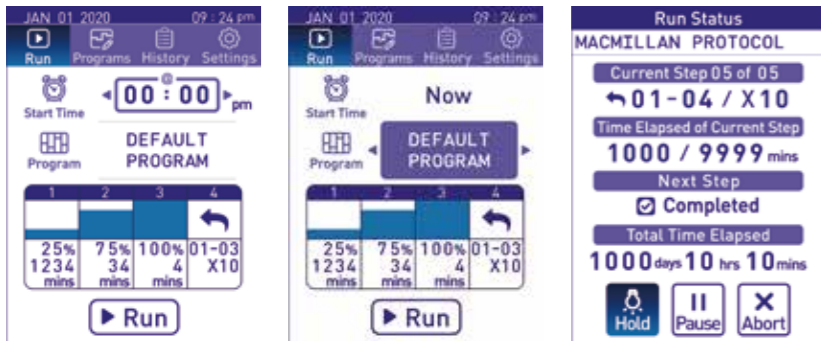 JAN 01 2020 09 : 24 pm
Run Programs History Settings
Start Time
00 : 00 pm
Program
DEFAULT
PROGRAM
1 2 3 4
25% 75% 100% 01-03
1234 34 4 X10
mins mins mins
Run
JAN 01 2020 09 : 24 pm
Run Programs History Settings
Start Time
Now
Program
DEFAULT
PROGRAM
1 2 3 4
25% 75% 100% 01-03
1234 34 4 X10
mins mins mins
Run
Run Status
MACMILLAN PROTOCOL
Current Step 05 of 05
01-04 / X10
Time Elapsed of Current Step
1000 / 9999 mins
Next Step
Completed
Total Time Elapsed
1000 days 10 hrs 10 mins
Hold Pause Abort